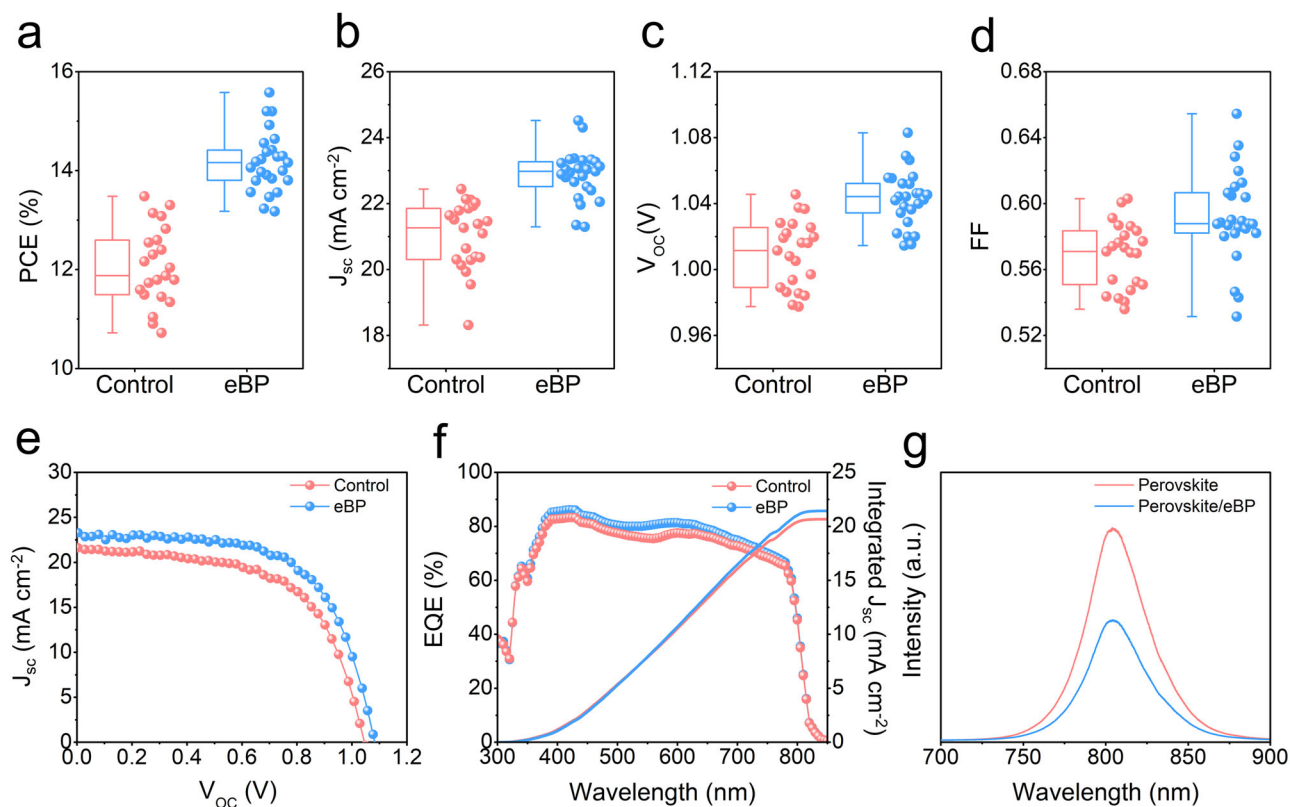 a
PCE (%)
16
14
12
10
Control
eBP
b
J_sc (mA cm⁻²)
26
24
22
20
18
Control
eBP
c
V_OC(V)
1.12
1.08
1.04
1.00
0.96
Control
eBP
d
FF
0.68
0.64
0.60
0.56
0.52
Control
eBP
e
J_sc (mA cm⁻²)
30
25
20
15
10
5
0
0.0 0.2 0.4 0.6 0.8 1.0 1.2
V_OC (V)
Control
eBP
f
EQE (%)
100
80
60
40
20
0
300 400 500 600 700 800
Wavelength (nm)
Control
eBP
25
20
15
10
5
0
Integrated J_sc (mA cm⁻²)
g
Intensity (a.u.)
Perovskite
Perovskite/eBP
700 750 800 850 900
Wavelength (nm)